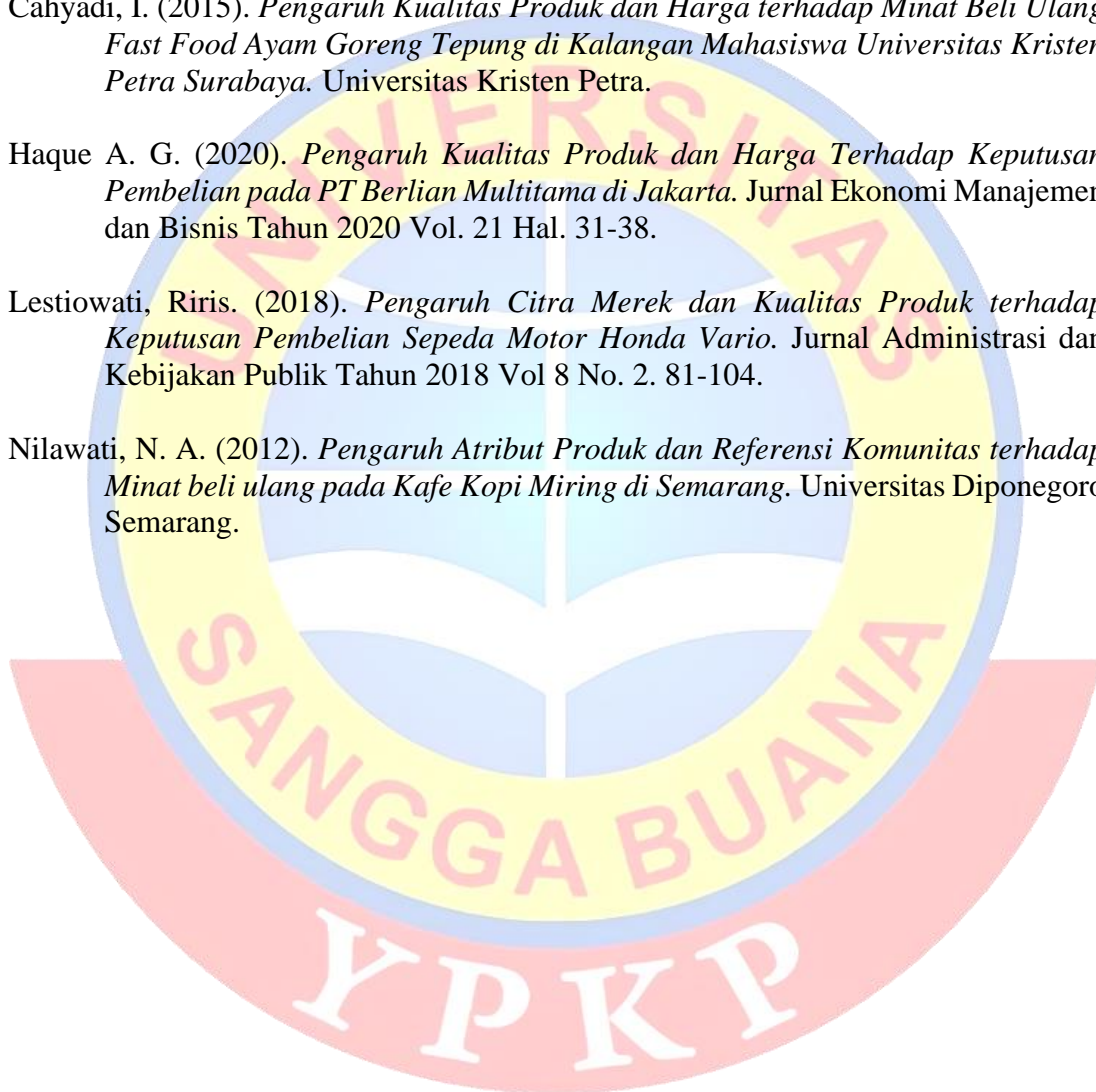 Cahyadi, I. (2015). Pengaruh Kualitas Produk dan Harga terhadap Minat Beli Ulang
Fast Food Ayam Goreng Tepung di Kalangan Mahasiswa Universitas Kristen
Petra Surabaya. Universitas Kristen Petra.
Haque A. G. (2020). Pengaruh Kualitas Produk dan Harga Terhadap Keputusan
Pembelian pada PT Berlian Multitama di Jakarta. Jurnal Ekonomi Manajemen
dan Bisnis Tahun 2020 Vol. 21 Hal. 31-38.
Lestiowati, Riris. (2018). Pengaruh Citra Merek dan Kualitas Produk terhadap
Keputusan Pembelian Sepeda Motor Honda Vario. Jurnal Administrasi dan
Kebijakan Publik Tahun 2018 Vol 8 No. 2. 81-104.
Nilawati, N. A. (2012). Pengaruh Atribut Produk dan Referensi Komunitas terhadap
Minat beli ulang pada Kafe Kopi Miring di Semarang. Universitas Diponegoro
Semarang.
UNIVERSITAS
SANGGA BUANA
YPKP